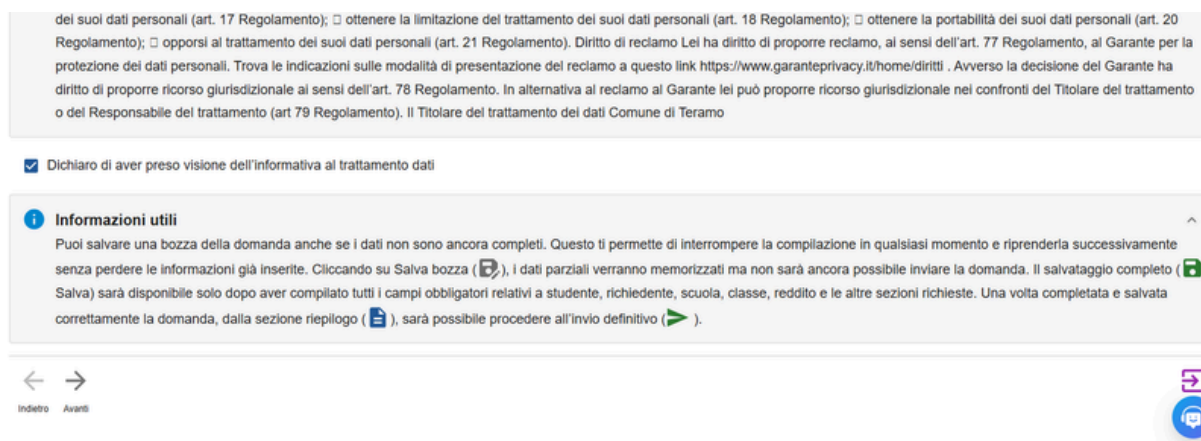 dei suoi dati personali (art. 17 Regolamento); □ ottenere la limitazione del trattamento dei suoi dati personali (art. 18 Regolamento); □ ottenere la portabilità dei suoi dati personali (art. 20
Regolamento); □ opporsi al trattamento dei suoi dati personali (art. 21 Regolamento). Diritto di reclamo Lei ha diritto di proporre reclamo, ai sensi dell'art. 77 Regolamento, al Garante per la
protezione dei dati personali. Trova le indicazioni sulle modalità di presentazione del reclamo a questo link https://www.garanteprivacy.it/home/diritti . Avverso la decisione del Garante ha
diritto di proporre ricorso giurisdizionale ai sensi dell'art. 78 Regolamento. In alternativa al reclamo al Garante lei può proporre ricorso giurisdizionale nei confronti del Titolare del trattamento
o del Responsabile del trattamento (art 79 Regolamento). Il Titolare del trattamento dei dati Comune di Teramo
Dichiaro di aver preso visione dell'informativa al trattamento dati
Informazioni utili
Puoi salvare una bozza della domanda anche se i dati non sono ancora completi. Questo ti permette di interrompere la compilazione in qualsiasi momento e riprenderla successivamente
senza perdere le informazioni già inserite. Cliccando su Salva bozza ( ), i dati parziali verranno memorizzati ma non sarà ancora possibile inviare la domanda. Il salvataggio completo (
Salva) sarà disponibile solo dopo aver compilato tutti i campi obbligatori relativi a studente, richiedente, scuola, classe, reddito e le altre sezioni richieste. Una volta completata e salvata
correttamente la domanda, dalla sezione riepilogo ( ), sarà possibile procedere all'invio definitivo ( ).
Indietro Avanti